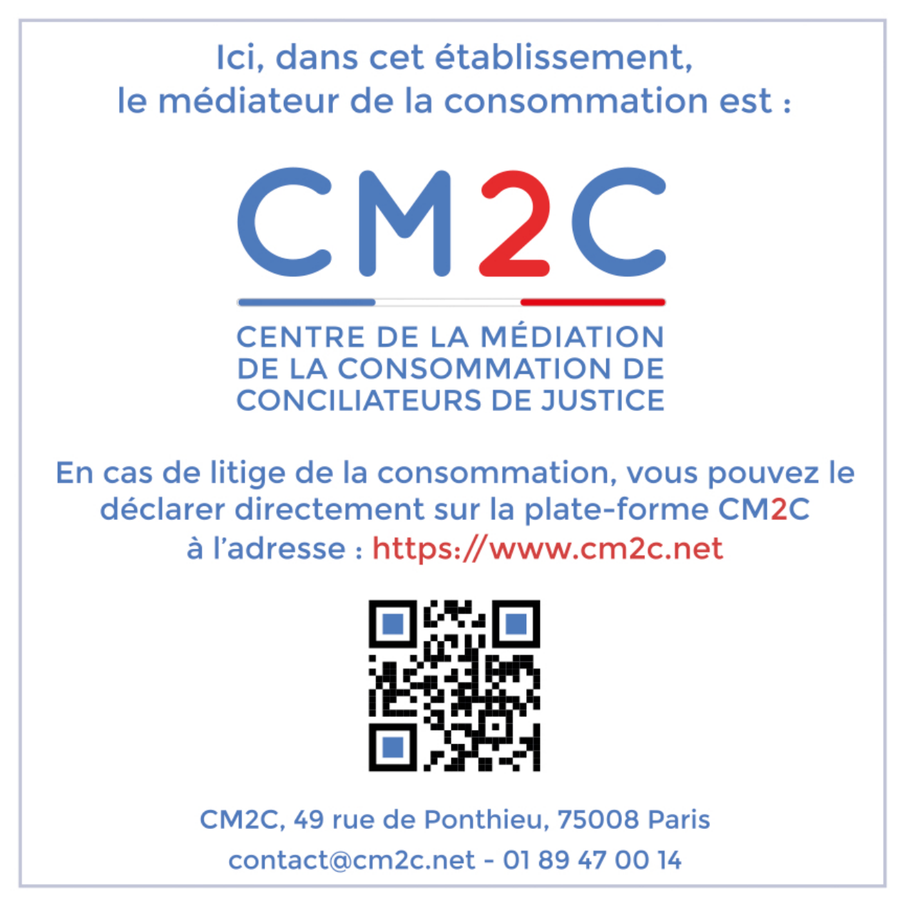 Ici, dans cet établissement,
le médiateur de la consommation est :
CM2C
CENTRE DE LA MÉDIATION
DE LA CONSOMMATION DE
CONCILIATEURS DE JUSTICE
En cas de litige de la consommation, vous pouvez le
déclarer directement sur la plate-forme CM2C
à l'adresse : https://www.cm2c.net
CM2C, 49 rue de Ponthieu, 75008 Paris
contact@cm2c.net - 01 89 47 00 14